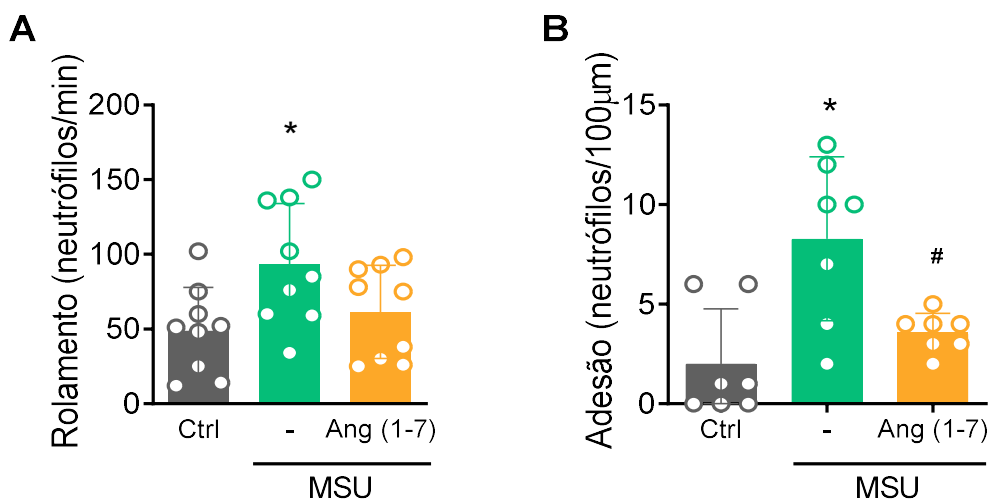 A
Rolamento (neutrófilos/min)
200
150
100
50
0
*
Ctrl
-
Ang (1-7)
MSU
B
Adesão (neutrófilos/100µm)
15
10
5
0
*
#
Ctrl
-
Ang (1-7)
MSU